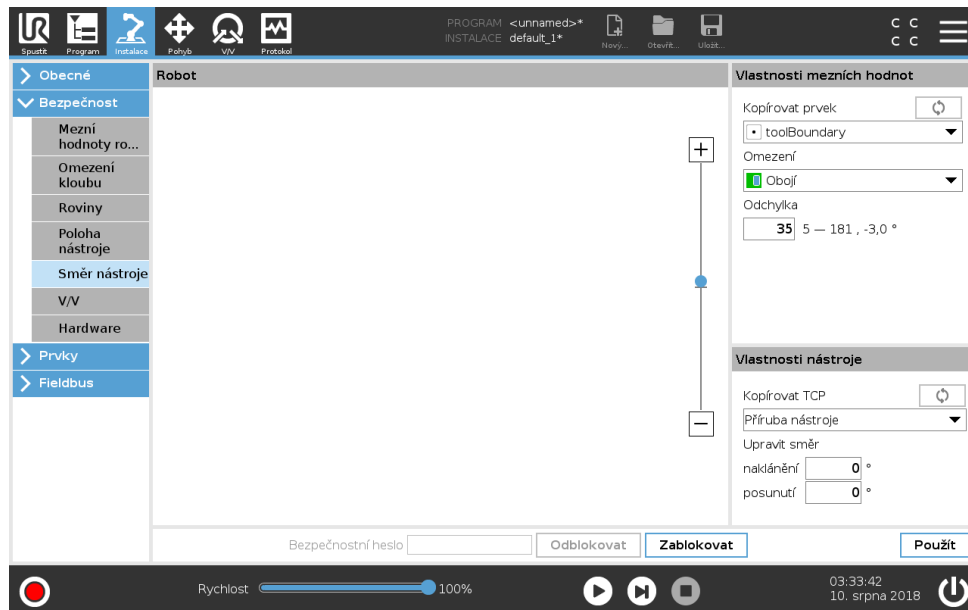 PROGRAM <unnamed>*
INSTALACE default_1*
Spustit Program Instalace Pohyb V/V Protokol Nový... Otevřít... Uložit...
C C
C C
Obecné
Bezpečnost
Mezní
hodnoty ro...
Omezení
kloubu
Roviny
Poloha
nástroje
Směr nástroje
V/V
Hardware
Prvky
Fieldbus
Robot
Vlastnosti mezních hodnot
Kopírovat prvek
toolBoundary
Omezení
Obojí
Odchylka
35 5 — 181 , -3,0 °
Vlastnosti nástroje
Kopírovat TCP
Příruba nástroje
Upravit směr
naklánění 0 °
posunutí 0 °
Bezpečnostní heslo Odblokovat Zablokovat Použít
Rychlost 100%
03:33:42
10. srpna 2018